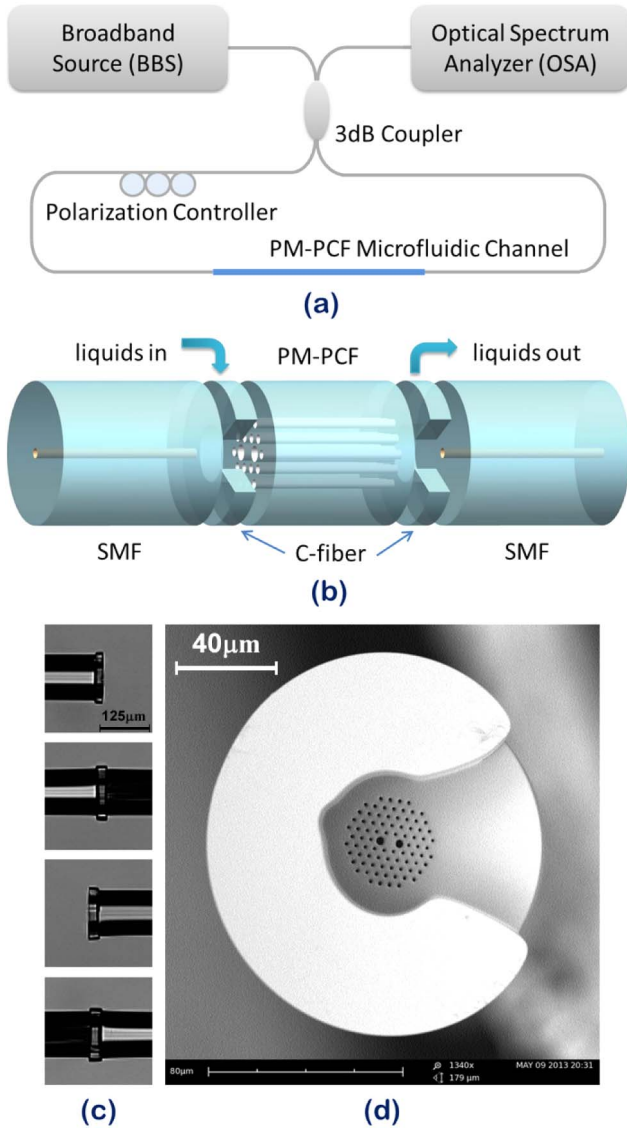 Broadband
Source (BBS)
Optical Spectrum
Analyzer (OSA)
3dB Coupler
Polarization Controller
PM-PCF Microfluidic Channel
(a)
liquids in
PM-PCF
liquids out
SMF
C-fiber
SMF
(b)
125μm
40μm
80μm
1340x
MAY 09 2013 20:31
179 μm
(c)
(d)